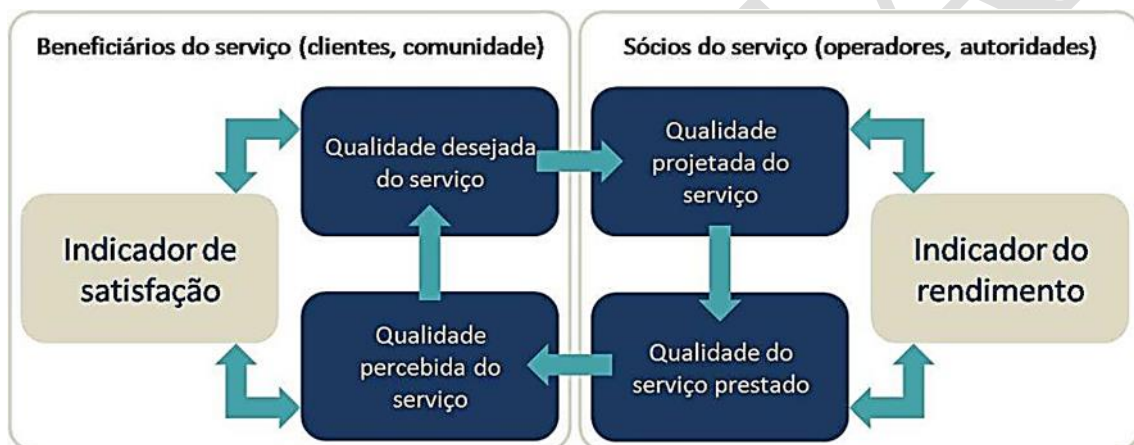 Beneficiários do serviço (clientes, comunidade)
Qualidade desejada
do serviço
Indicador de
satisfação
Qualidade
percebida do
serviço
Sócios do serviço (operadores, autoridades)
Qualidade
projetada do
serviço
Indicador do
rendimento
Qualidade do
serviço prestado